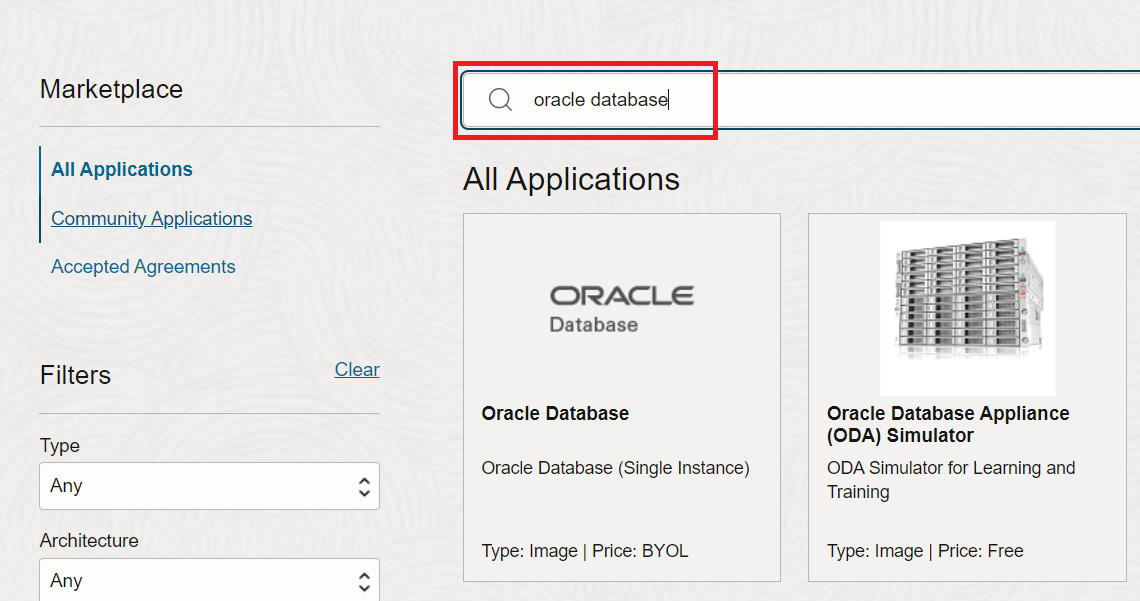 Marketplace
All Applications
Community Applications
Accepted Agreements
Filters
Clear
Type
Any
Architecture
Any
oracle database
All Applications
ORACLE
Database
Oracle Database
Oracle Database (Single Instance)
Type: Image | Price: BYOL
Oracle Database Appliance
(ODA) Simulator
ODA Simulator for Learning and
Training
Type: Image | Price: Free